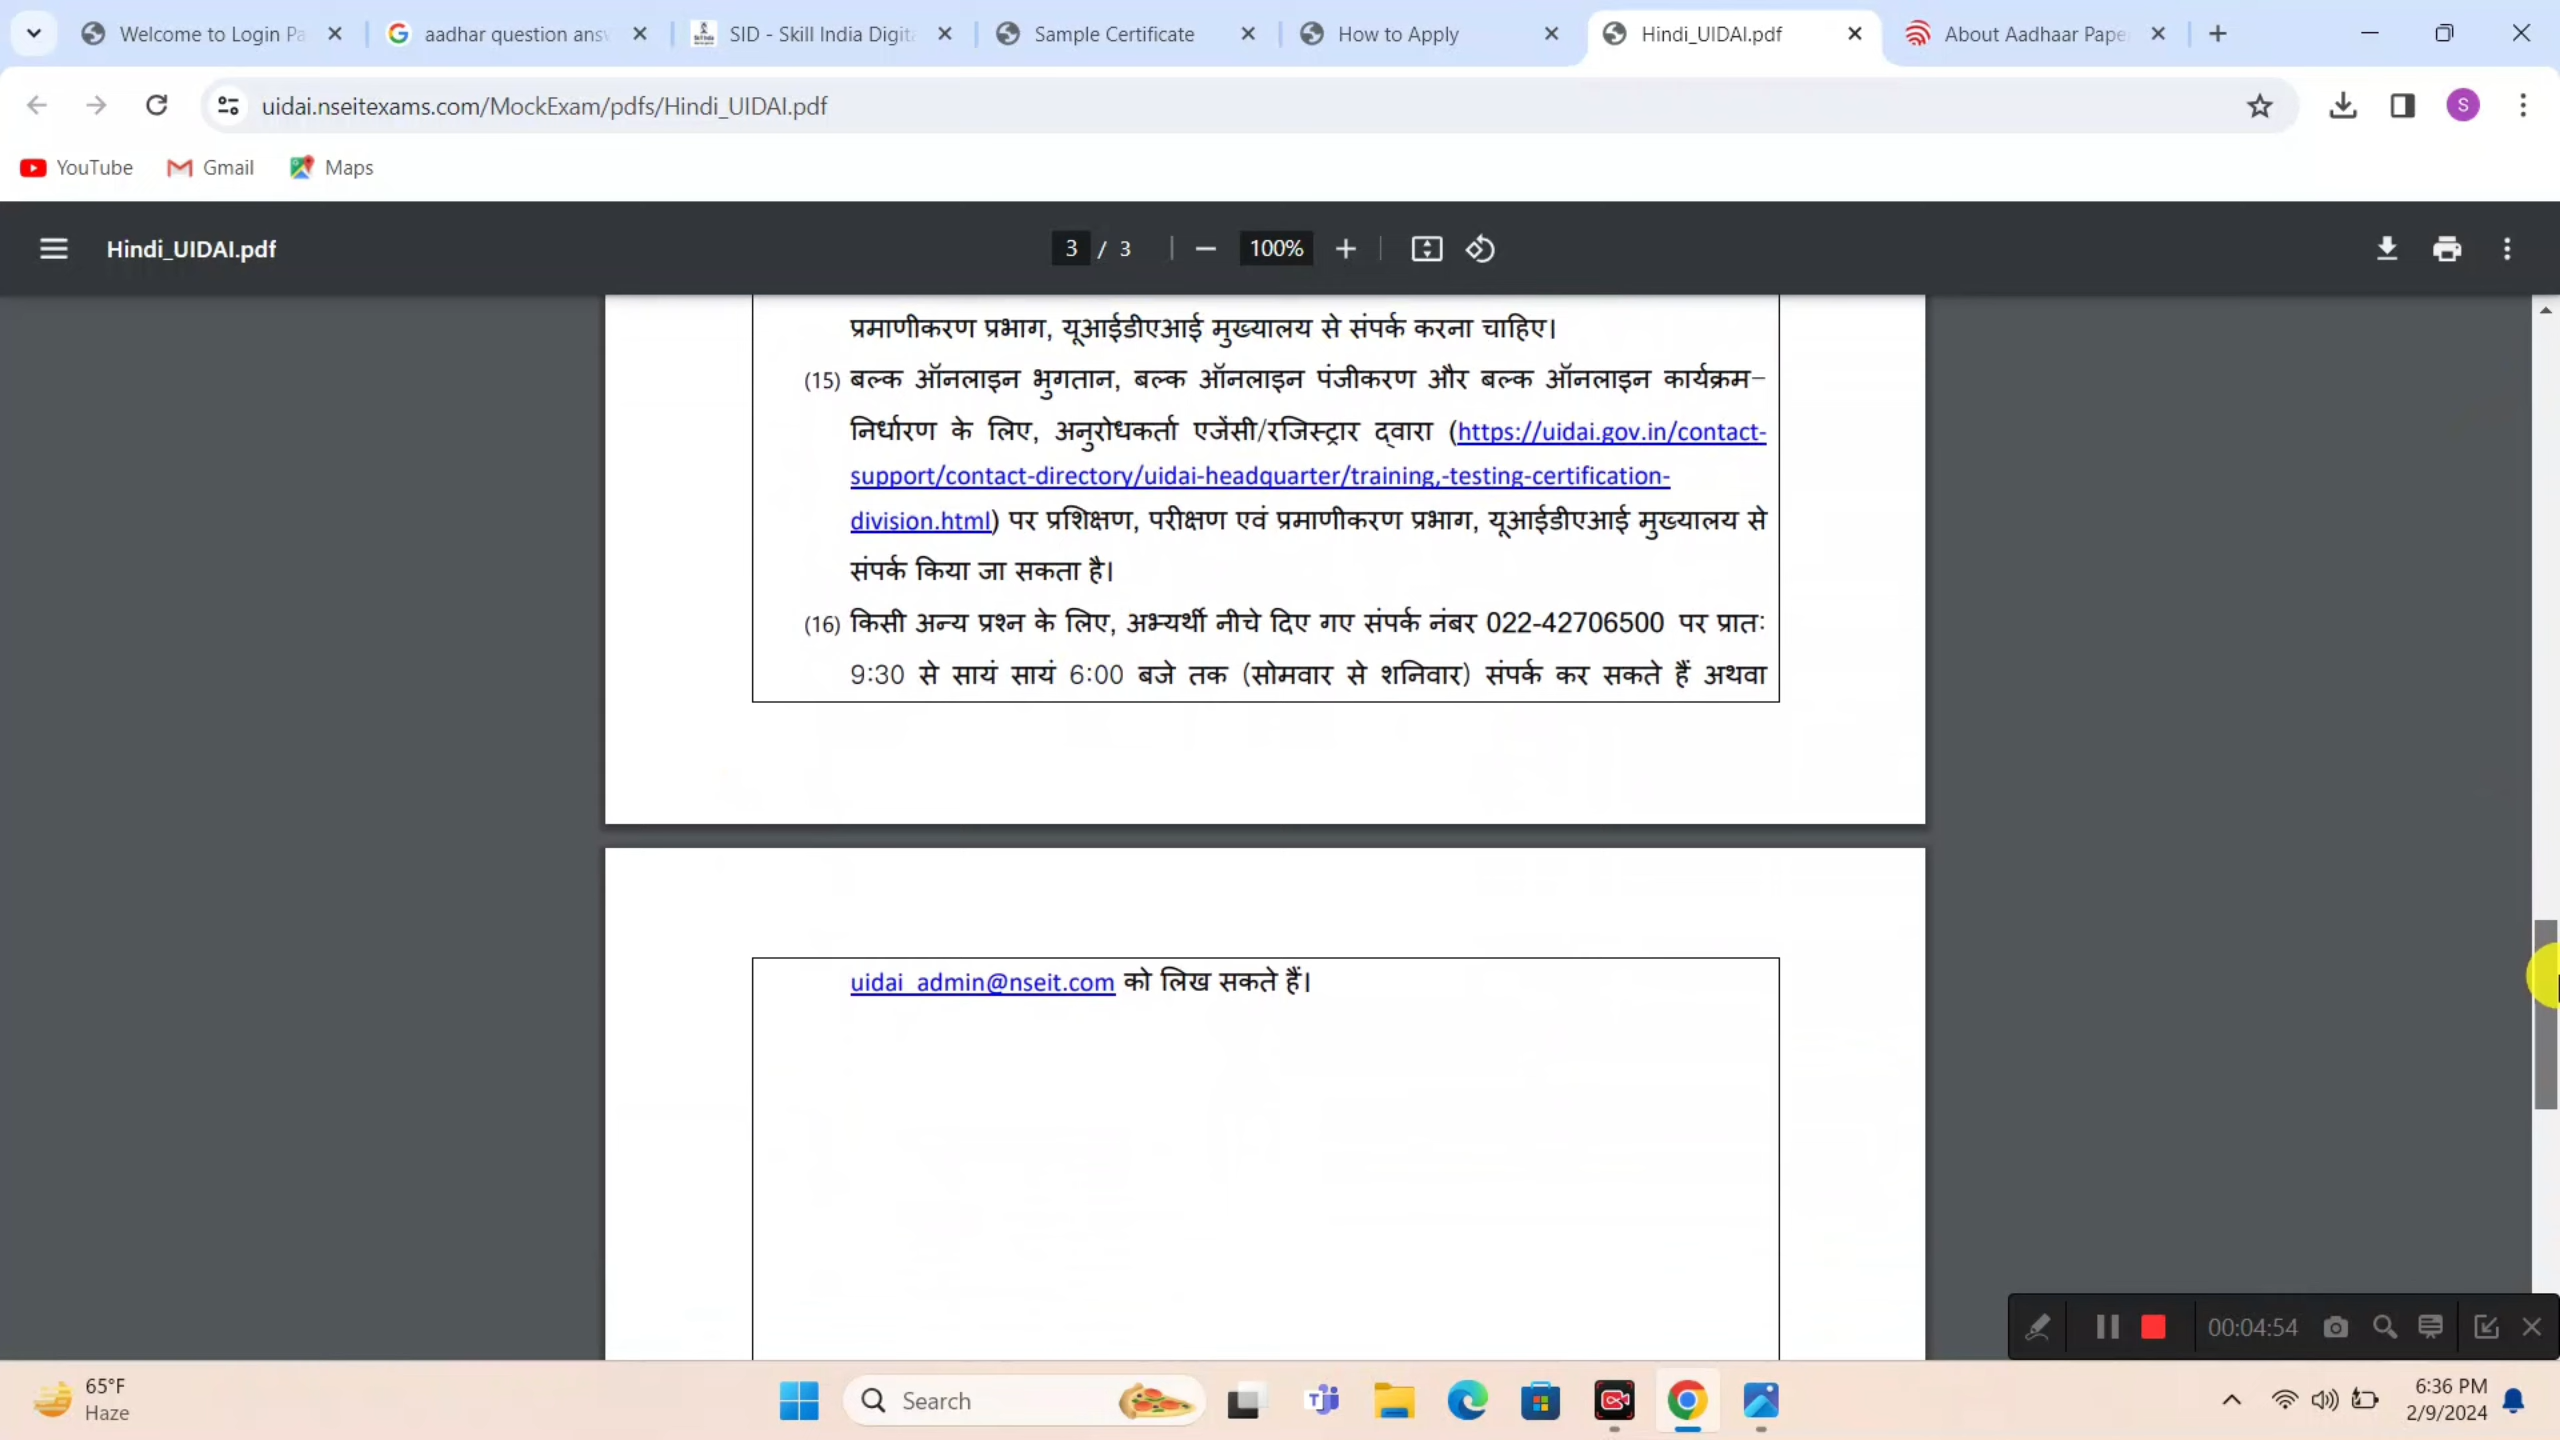 Welcome to Login Pa
aadhar question answ
SID - Skill India Digita
Sample Certificate
How to Apply
Hindi_UIDAI.pdf
About Aadhaar Pape
uidai.nseitexams.com/MockExam/pdfs/Hindi_UIDAI.pdf
S
YouTube
Gmail
Maps
Hindi_UIDAI.pdf
3 / 3
100%
प्रमाणीकरण प्रभाग, यूआईडीएआई मुख्यालय से संपर्क करना चाहिए।
(15) बल्क ऑनलाइन भुगतान, बल्क ऑनलाइन पंजीकरण और बल्क ऑनलाइन कार्यक्रम–
निर्धारण के लिए, अनुरोधकर्ता एजेंसी/रजिस्ट्रार द्वारा (https://uidai.gov.in/contact-
support/contact-directory/uidai-headquarter/training,-testing-certification-
division.html) पर प्रशिक्षण, परीक्षण एवं प्रमाणीकरण प्रभाग, यूआईडीएआई मुख्यालय से
संपर्क किया जा सकता है।
(16) किसी अन्य प्रश्न के लिए, अभ्यर्थी नीचे दिए गए संपर्क नंबर 022-42706500 पर प्रातः
9:30 से सायं सायं 6:00 बजे तक (सोमवार से शनिवार) संपर्क कर सकते हैं अथवा
uidai_admin@nseit.com को लिख सकते हैं।
00:04:54
65°F
Haze
Search
6:36 PM
2/9/2024